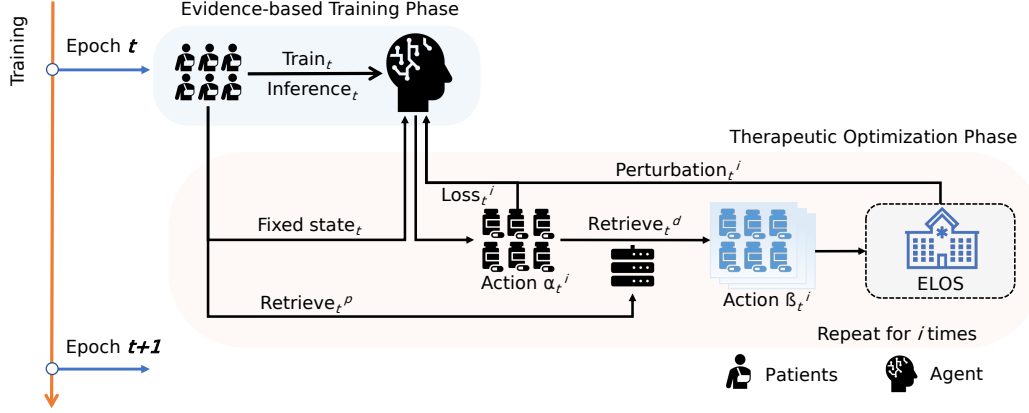 Evidence-based Training Phase
Training
Epoch t
Train_t
Inference_t
Therapeutic Optimization Phase
Perturbation_t^i
Loss_t^i
Fixed state_t
Retrieve_t^d
Action α_t^i
Action ß_t^i
ELOS
Retrieve_t^p
Repeat for i times
Epoch t+1
Patients
Agent